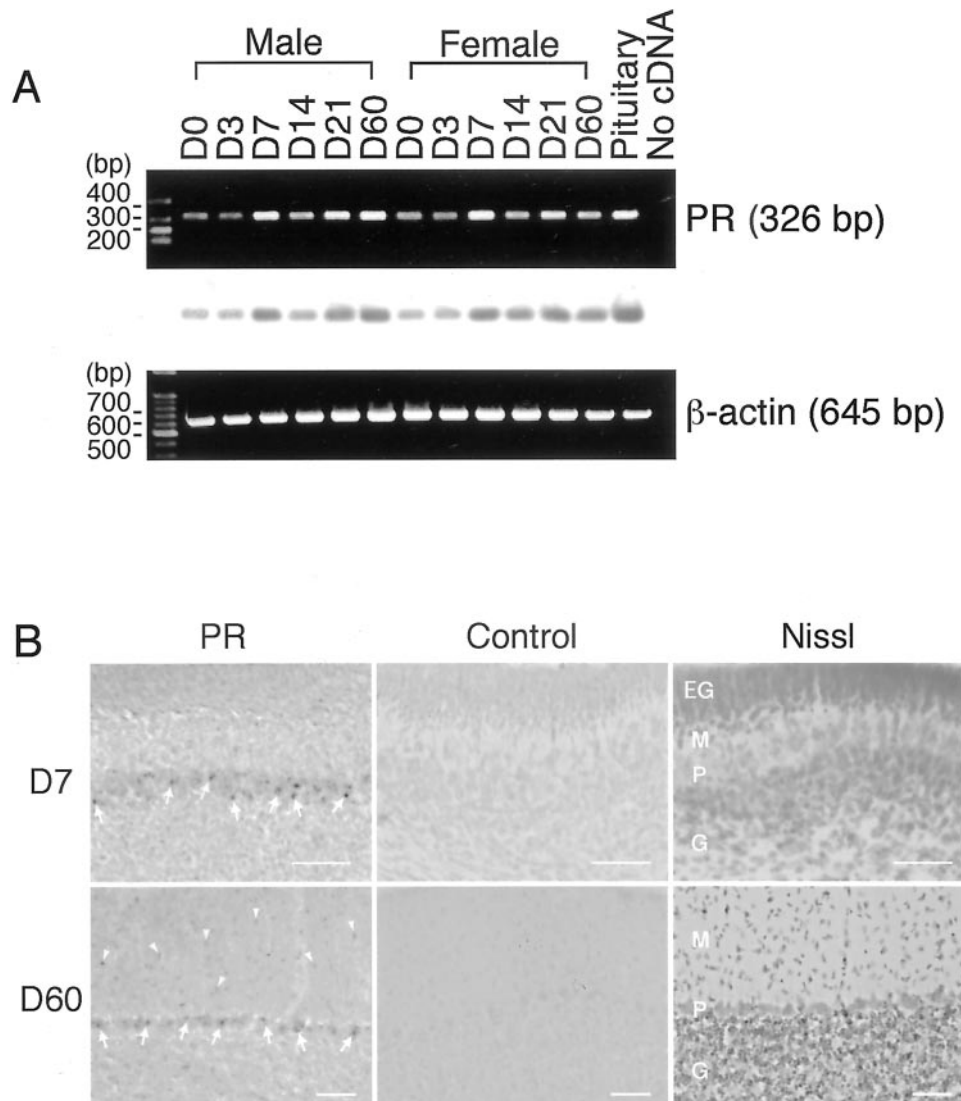 A
Male Female
D0 D3 D7 D14 D21 D60 D0 D3 D7 D14 D21 D60 Pituitary No cDNA
(bp)
400
300
200
PR (326 bp)
(bp)
700
600
500
β-actin (645 bp)
B
PR Control Nissl
D7
EG
M
P
G
D60
M
P
G